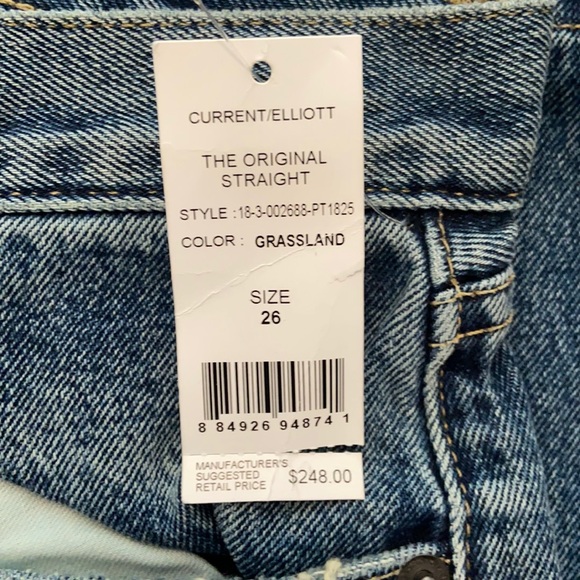 CURRENT/ELLIOTT
THE ORIGINAL
STRAIGHT
STYLE :18-3-002688-PT1825
COLOR : GRASSLAND
SIZE
26
8 84926 94874 1
MANUFACTURER'S
SUGGESTED
RETAIL PRICE
$248.00